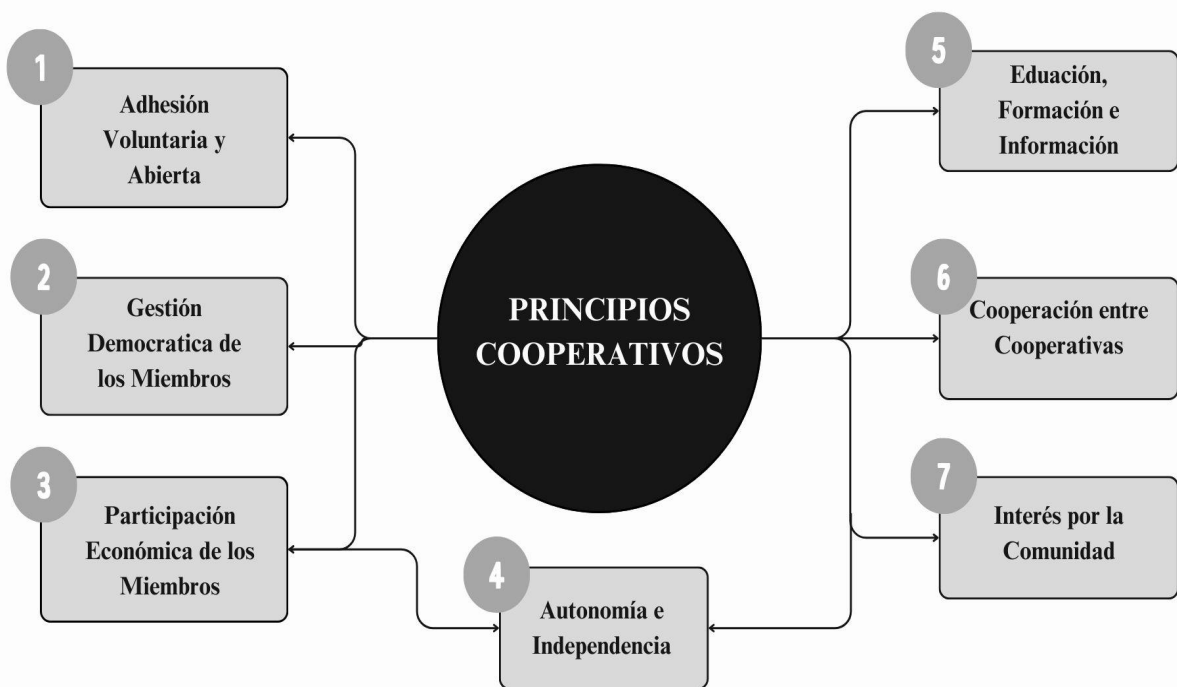 1
Adhesión
Voluntaria y
Abierta
2
Gestión
Democratica de
los Miembros
3
Participación
Económica de los
Miembros
PRINCIPIOS
COOPERATIVOS
4
Autonomía e
Independencia
5
Eduación,
Formación e
Información
6
Cooperación entre
Cooperativas
7
Interés por la
Comunidad